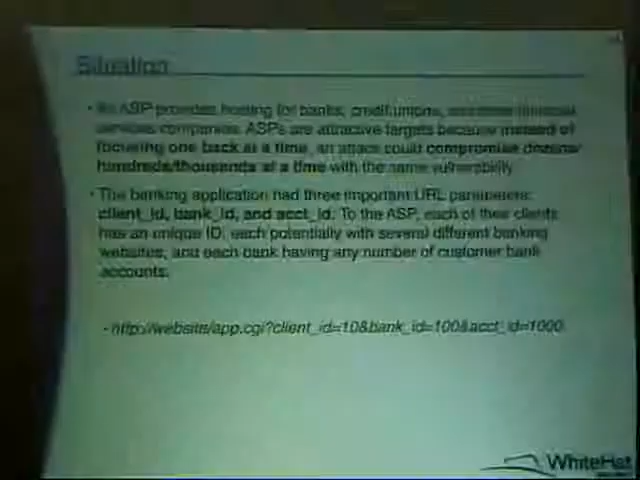 Situation
• An ASP provides hosting for banks, credit unions, and other financial
services companies. ASPs are attractive targets because instead of
focusing one back at a time, an attack could compromise dozens/
hundreds/thousands at a time with the same vulnerability.
• The banking application had three important URL parameters:
client_id, bank_id, and acct_id. To the ASP, each of their clients
has an unique ID, each potentially with several different banking
websites, and each bank having any number of customer bank
accounts.
• http://website/app.cgi?client_id=10&bank_id=100&acct_id=1000
WhiteHat